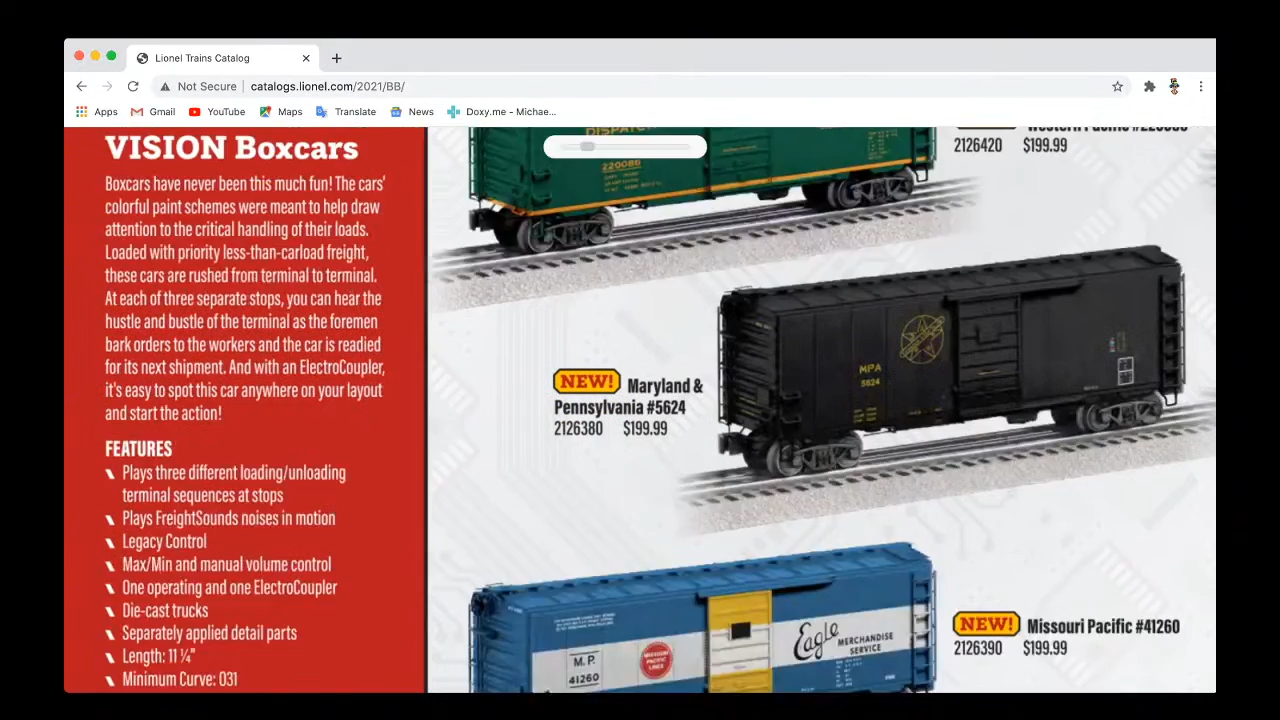 Lionel Trains Catalog
Not Secure
catalogs.lionel.com/2021/BB/
Apps
Gmail
YouTube
Maps
Translate
News
Doxy.me - Michae...
VISION Boxcars
Boxcars have never been this much fun! The cars'
colorful paint schemes were meant to help draw
attention to the critical handling of their loads.
Loaded with priority less-than-carload freight,
these cars are rushed from terminal to terminal.
At each of three separate stops, you can hear the
hustle and bustle of the terminal as the foremen
bark orders to the workers and the car is readied
for its next shipment. And with an ElectroCoupler,
it's easy to spot this car anywhere on your layout
and start the action!
FEATURES
Plays three different loading/unloading
terminal sequences at stops
Plays FreightSounds noises in motion
Legacy Control
Max/Min and manual volume control
One operating and one ElectroCoupler
Die-cast trucks
Separately applied detail parts
Length: 11 ¼"
Minimum Curve: O31
DISPATCH
220086
Western Pacific #220086
2126420 $199.99
NEW! Maryland &
Pennsylvania #5624
2126380 $199.99
MPA
5624
M.P.
41260
MISSOURI
PACIFIC
LINES
Eagle
MERCHANDISE
SERVICE
NEW! Missouri Pacific #41260
2126390 $199.99